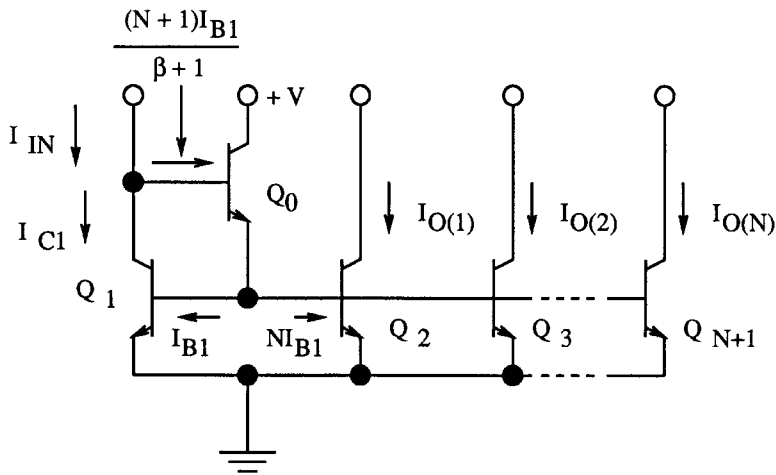 (N + 1)I_B1
β + 1
+ V
I_IN
Q_0
I_C1
I_O(1)
I_O(2)
I_O(N)
Q_1
I_B1
NI_B1
Q_2
Q_3
Q_N+1